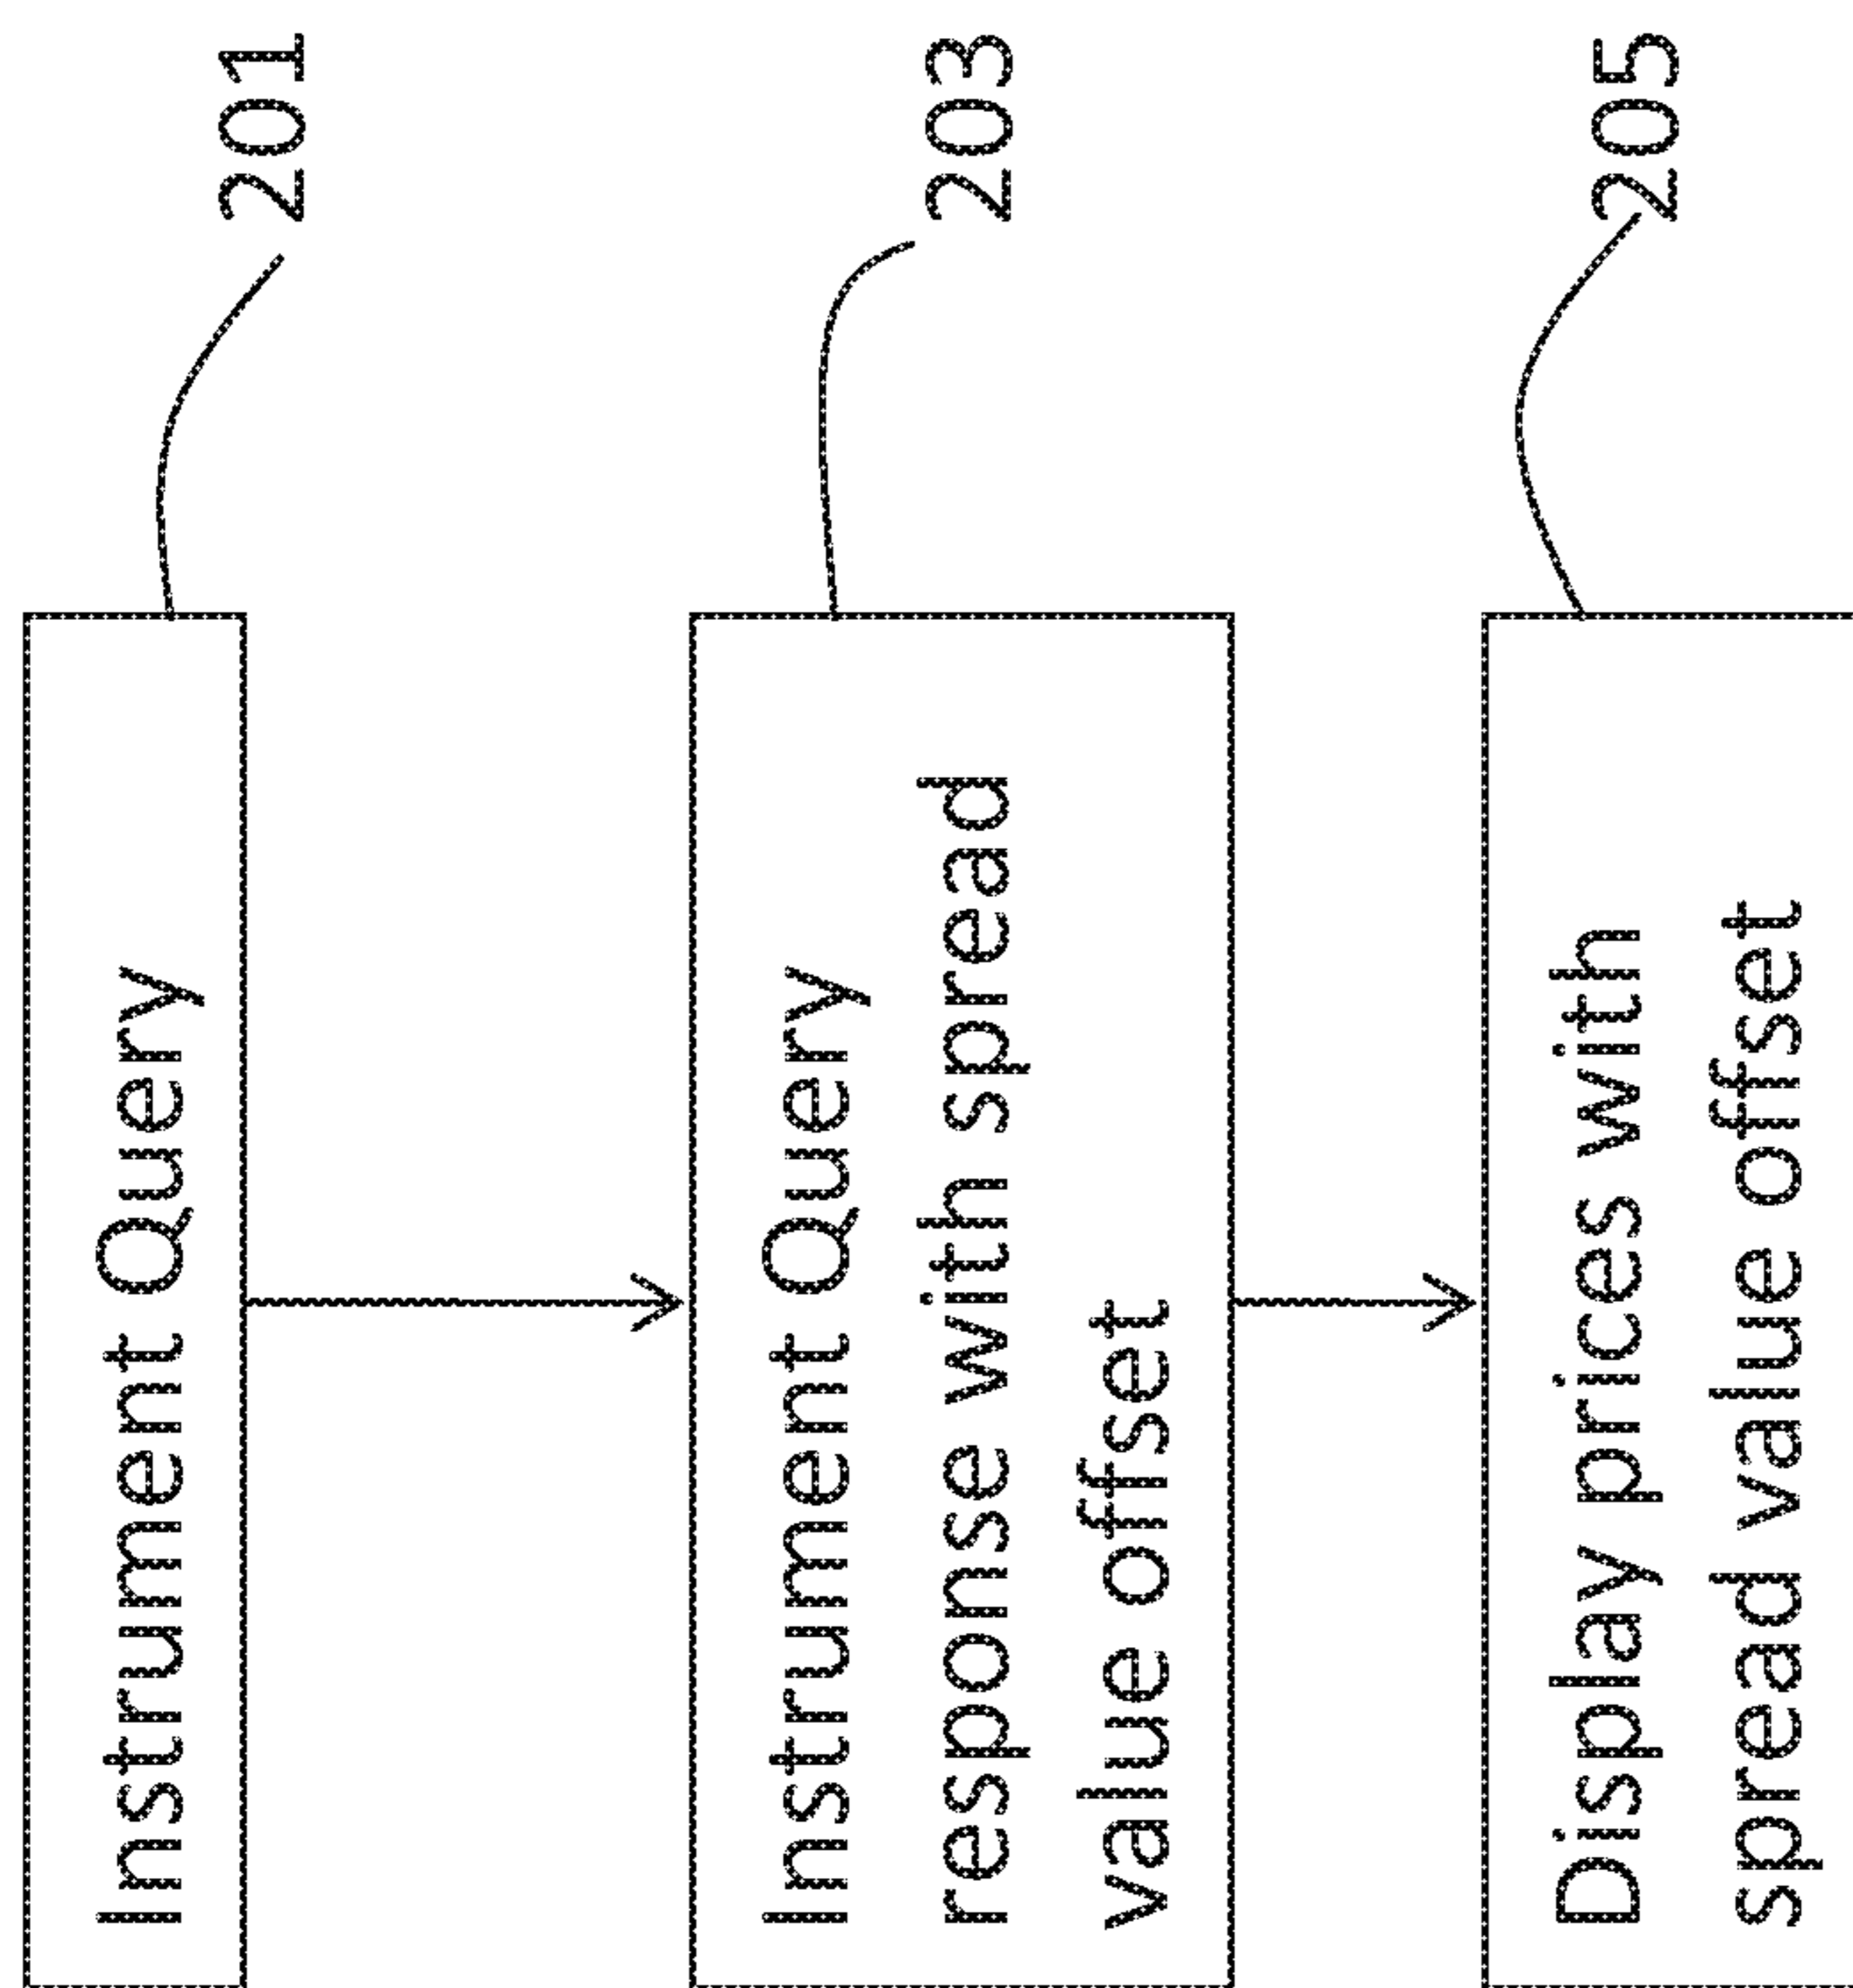 Instrument Query
201
Instrument Query
response with spread
value offset
203
Display prices with
spread value offset
205